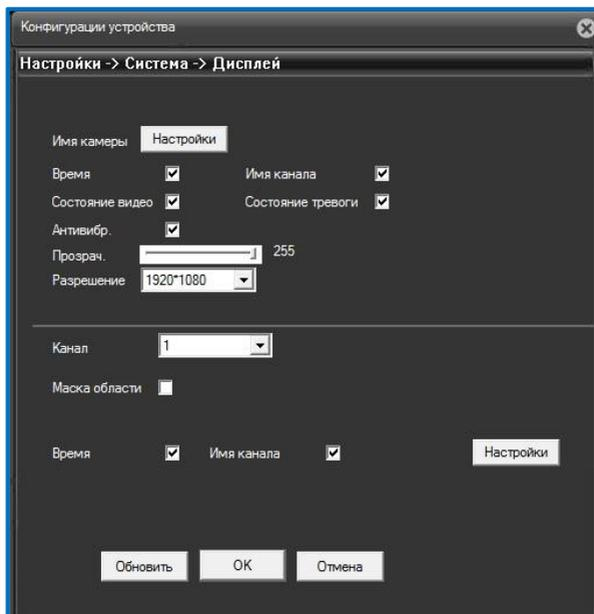 Конфигурации устройства
Настройки -> Система -> Дисплей
Имя камеры Настройки
Время Имя канала
Состояние видео Состояние тревоги
Антивибр.
Прозрач. 255
Разрешение 1920*1080
Канал 1
Маска области
Время Имя канала Настройки
Обновить OK Отмена